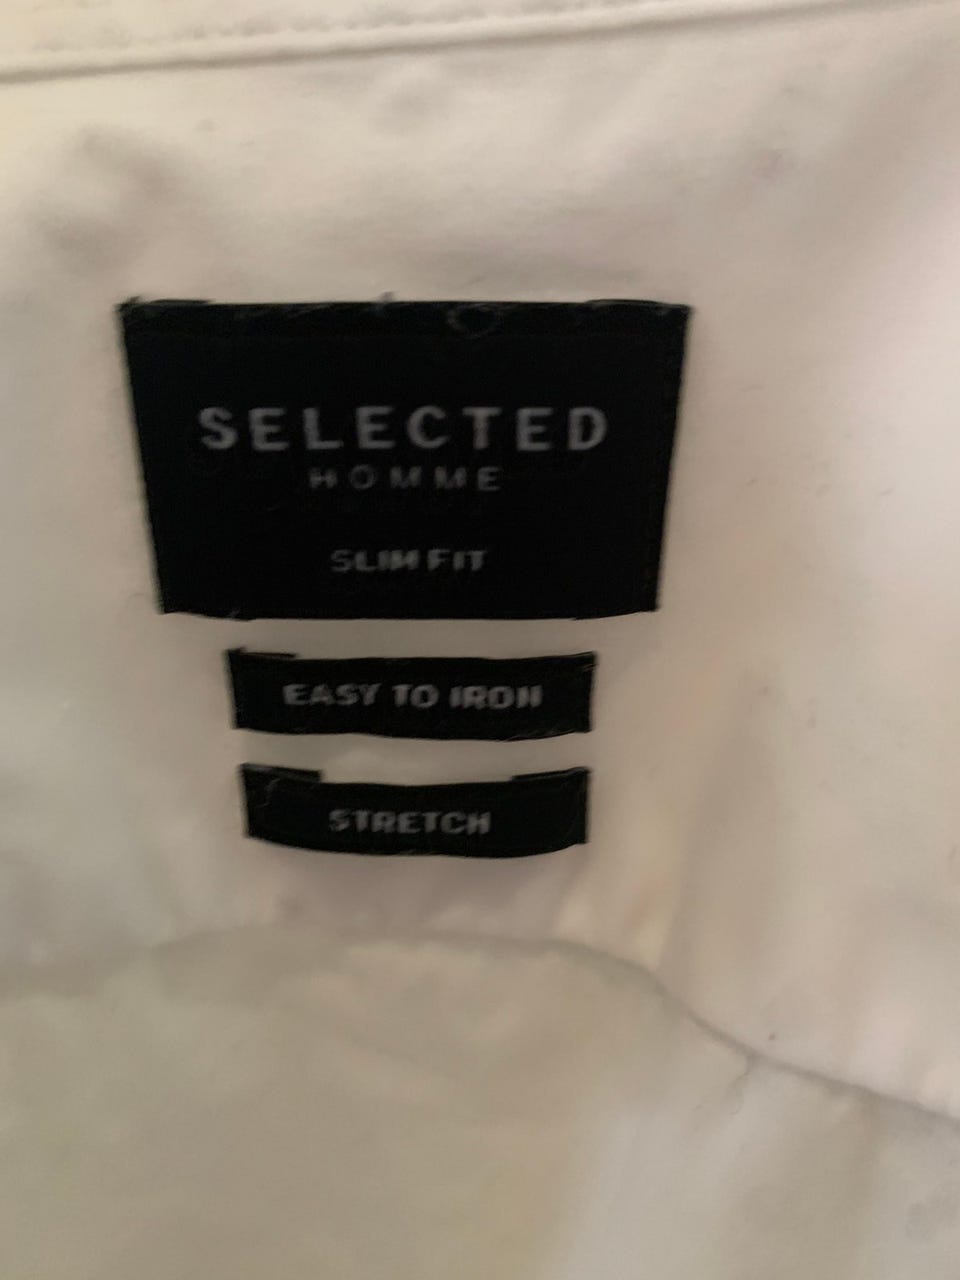 SELECTED
HOMME
SLIM FIT
EASY TO IRON
STRETCH